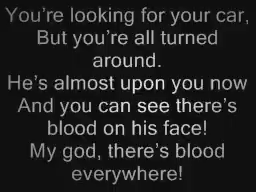 You're looking for your car,
But you're all turned
around.
He's almost upon you now
And you can see there's
blood on his face!
My god, there's blood
everywhere!